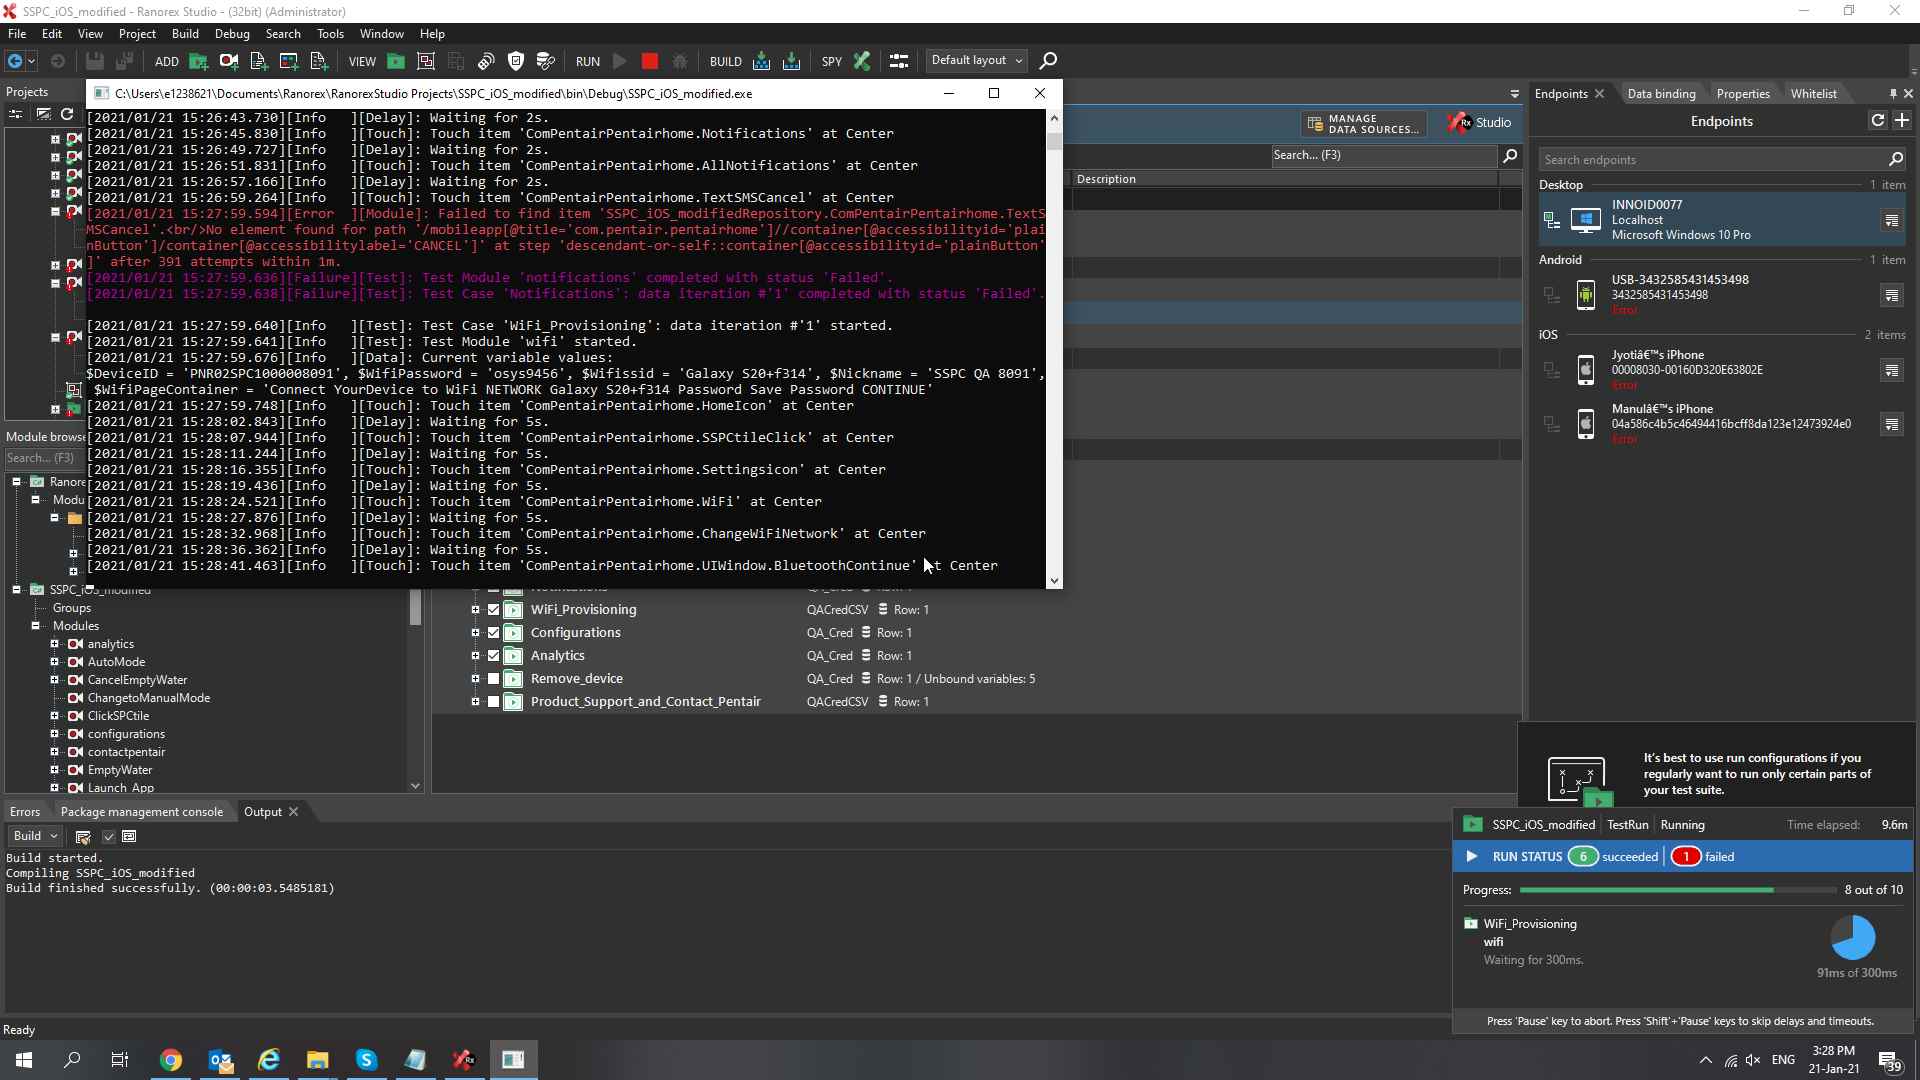 SSPC_iOS_modified - Ranorex Studio - (32bit) (Administrator)
File Edit View Project Build Debug Search Tools Window Help
ADD VIEW RUN BUILD SPY Default layout
Projects
C:\Users\e1238621\Documents\Ranorex\RanorexStudio Projects\SSPC_iOS_modified\bin\Debug\SSPC_iOS_modified.exe
[2021/01/21 15:26:43.730][Info   ][Delay]: Waiting for 2s.
[2021/01/21 15:26:45.830][Info   ][Touch]: Touch item 'ComPentairPentairhome.Notifications' at Center
[2021/01/21 15:26:49.727][Info   ][Delay]: Waiting for 2s.
[2021/01/21 15:26:51.831][Info   ][Touch]: Touch item 'ComPentairPentairhome.AllNotifications' at Center
[2021/01/21 15:26:57.166][Info   ][Delay]: Waiting for 2s.
[2021/01/21 15:26:59.264][Info   ][Touch]: Touch item 'ComPentairPentairhome.TextSMSCancel' at Center
[2021/01/21 15:27:59.594][Error  ][Module]: Failed to find item 'SSPC_iOS_modifiedRepository.ComPentairPentairhome.TextS
MSCancel'.<br/>No element found for path '/mobileapp[@title='com.pentair.pentairhome']//container[@accessibilityid='plai
nButton']/container[@accessibilitylabel='CANCEL']' at step 'descendant-or-self::container[@accessibilityid='plainButton'
]' after 391 attempts within 1m.
[2021/01/21 15:27:59.636][Failure][Test]: Test Module 'notifications' completed with status 'Failed'.
[2021/01/21 15:27:59.638][Failure][Test]: Test Case 'Notifications': data iteration #'1' completed with status 'Failed'.
[2021/01/21 15:27:59.640][Info   ][Test]: Test Case 'WiFi_Provisioning': data iteration #'1' started.
[2021/01/21 15:27:59.641][Info   ][Test]: Test Module 'wifi' started.
[2021/01/21 15:27:59.676][Info   ][Data]: Current variable values:
$DeviceID = 'PNR02SPC1000008091', $WifiPassword = 'osys9456', $Wifissid = 'Galaxy S20+f314', $Nickname = 'SSPC QA 8091',
$WifiPageContainer = 'Connect YourDevice to WiFi NETWORK Galaxy S20+f314 Password Save Password CONTINUE'
[2021/01/21 15:27:59.748][Info   ][Touch]: Touch item 'ComPentairPentairhome.HomeIcon' at Center
[2021/01/21 15:28:02.843][Info   ][Delay]: Waiting for 5s.
[2021/01/21 15:28:07.944][Info   ][Touch]: Touch item 'ComPentairPentairhome.SSPCtileClick' at Center
[2021/01/21 15:28:11.244][Info   ][Delay]: Waiting for 5s.
[2021/01/21 15:28:16.355][Info   ][Touch]: Touch item 'ComPentairPentairhome.Settingsicon' at Center
[2021/01/21 15:28:19.436][Info   ][Delay]: Waiting for 5s.
[2021/01/21 15:28:24.521][Info   ][Touch]: Touch item 'ComPentairPentairhome.WiFi' at Center
[2021/01/21 15:28:27.876][Info   ][Delay]: Waiting for 5s.
[2021/01/21 15:28:32.968][Info   ][Touch]: Touch item 'ComPentairPentairhome.ChangeWiFiNetwork' at Center
[2021/01/21 15:28:36.362][Info   ][Delay]: Waiting for 5s.
[2021/01/21 15:28:41.463][Info   ][Touch]: Touch item 'ComPentairPentairhome.UIWindow.BluetoothContinue' at Center
MANAGE
DATA SOURCES...
Rx Studio
Search... (F3)
Description
Endpoints Data binding Properties Whitelist
Endpoints
Search endpoints
Desktop 1 item
INNOID0077
Localhost
Microsoft Windows 10 Pro
Android 1 item
USB-3432585431453498
3432585431453498
Error
iOS 2 items
Jyotiâ€™s iPhone
00008030-00160D320E63802E
Error
Manulâ€™s iPhone
04a586c4b5c46494416bcff8da123e12473924e0
Error
Module browse
Search... (F3)
Ranore
Modu
SSPC_iOS_modified
Groups
Modules
analytics
AutoMode
CancelEmptyWater
ChangetoManualMode
ClickSPCtile
configurations
contactpentair
EmptyWater
Launch_App
WiFi_Provisioning QACredCSV Row: 1
Configurations QA_Cred Row: 1
Analytics QA_Cred Row: 1
Remove_device QA_Cred Row: 1 / Unbound variables: 5
Product_Support_and_Contact_Pentair QACredCSV Row: 1
It's best to use run configurations if you
regularly want to run only certain parts of
your test suite.
Errors Package management console Output
Build
Build started.
Compiling SSPC_iOS_modified
Build finished successfully. (00:00:03.5485181)
SSPC_iOS_modified TestRun Running Time elapsed: 9.6m
RUN STATUS 6 succeeded 1 failed
Progress: 8 out of 10
WiFi_Provisioning
wifi
Waiting for 300ms.
91ms of 300ms
Press 'Pause' key to abort. Press 'Shift'+'Pause' keys to skip delays and timeouts.
Ready
ENG
3:28 PM
21-Jan-21
39